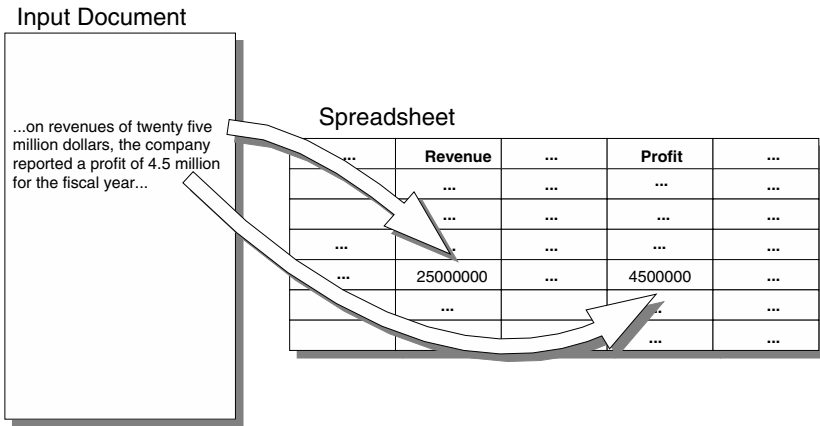 Input Document
...on revenues of twenty five
million dollars, the company
reported a profit of 4.5 million
for the fiscal year...
Spreadsheet
... Revenue ... Profit ...
... ... ... ...
... ... ... ...
... ... ... ...
... 25000000 ... 4500000 ...
... ...
... ...